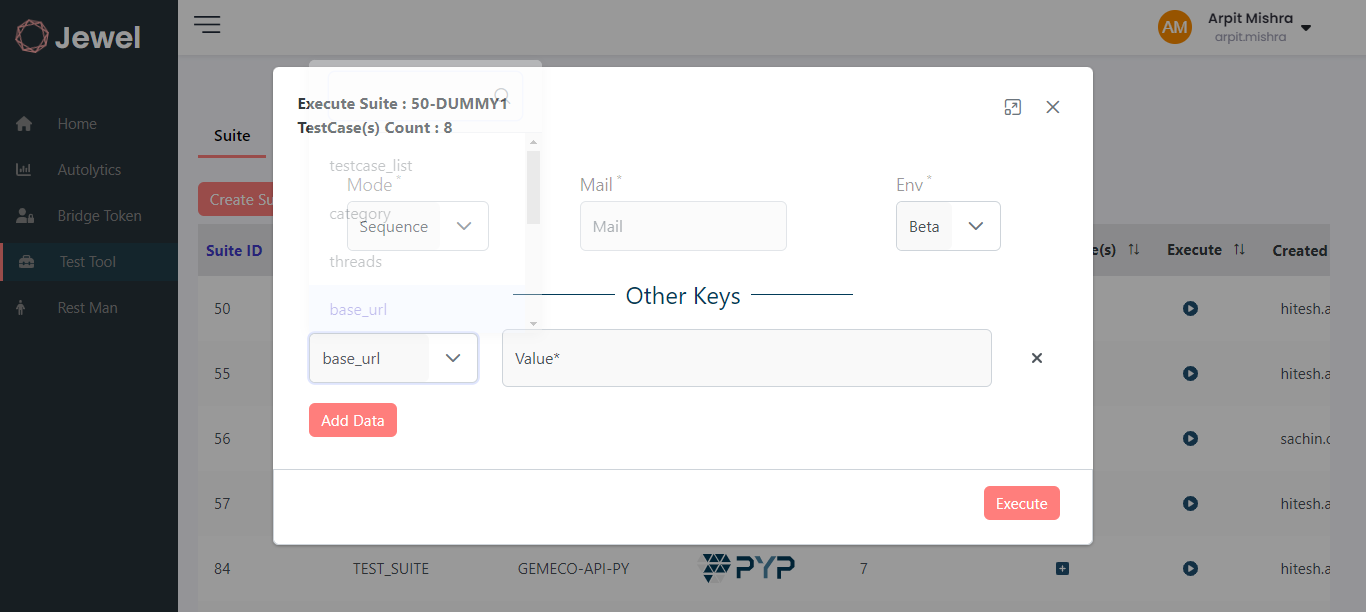 Jewel
Arpit Mishra
AM
arpit.mishra
Home
Autolytics
Bridge Token
Test Tool
Rest Man
Suite
Create Su
Execute Suite : 50-DUMMY1
TestCase(s) Count : 8
testcase_list
category
threads
base_url
Mode *
Sequence
Mail *
Mail
Env *
Beta
Other Keys
base_url
Value*
Add Data
Execute
Suite ID
e(s)
Execute
Created
50
hitesh.a
55
hitesh.a
56
sachin.c
57
hitesh.a
84
TEST_SUITE
GEMECO-API-PY
PYP
7
hitesh.a